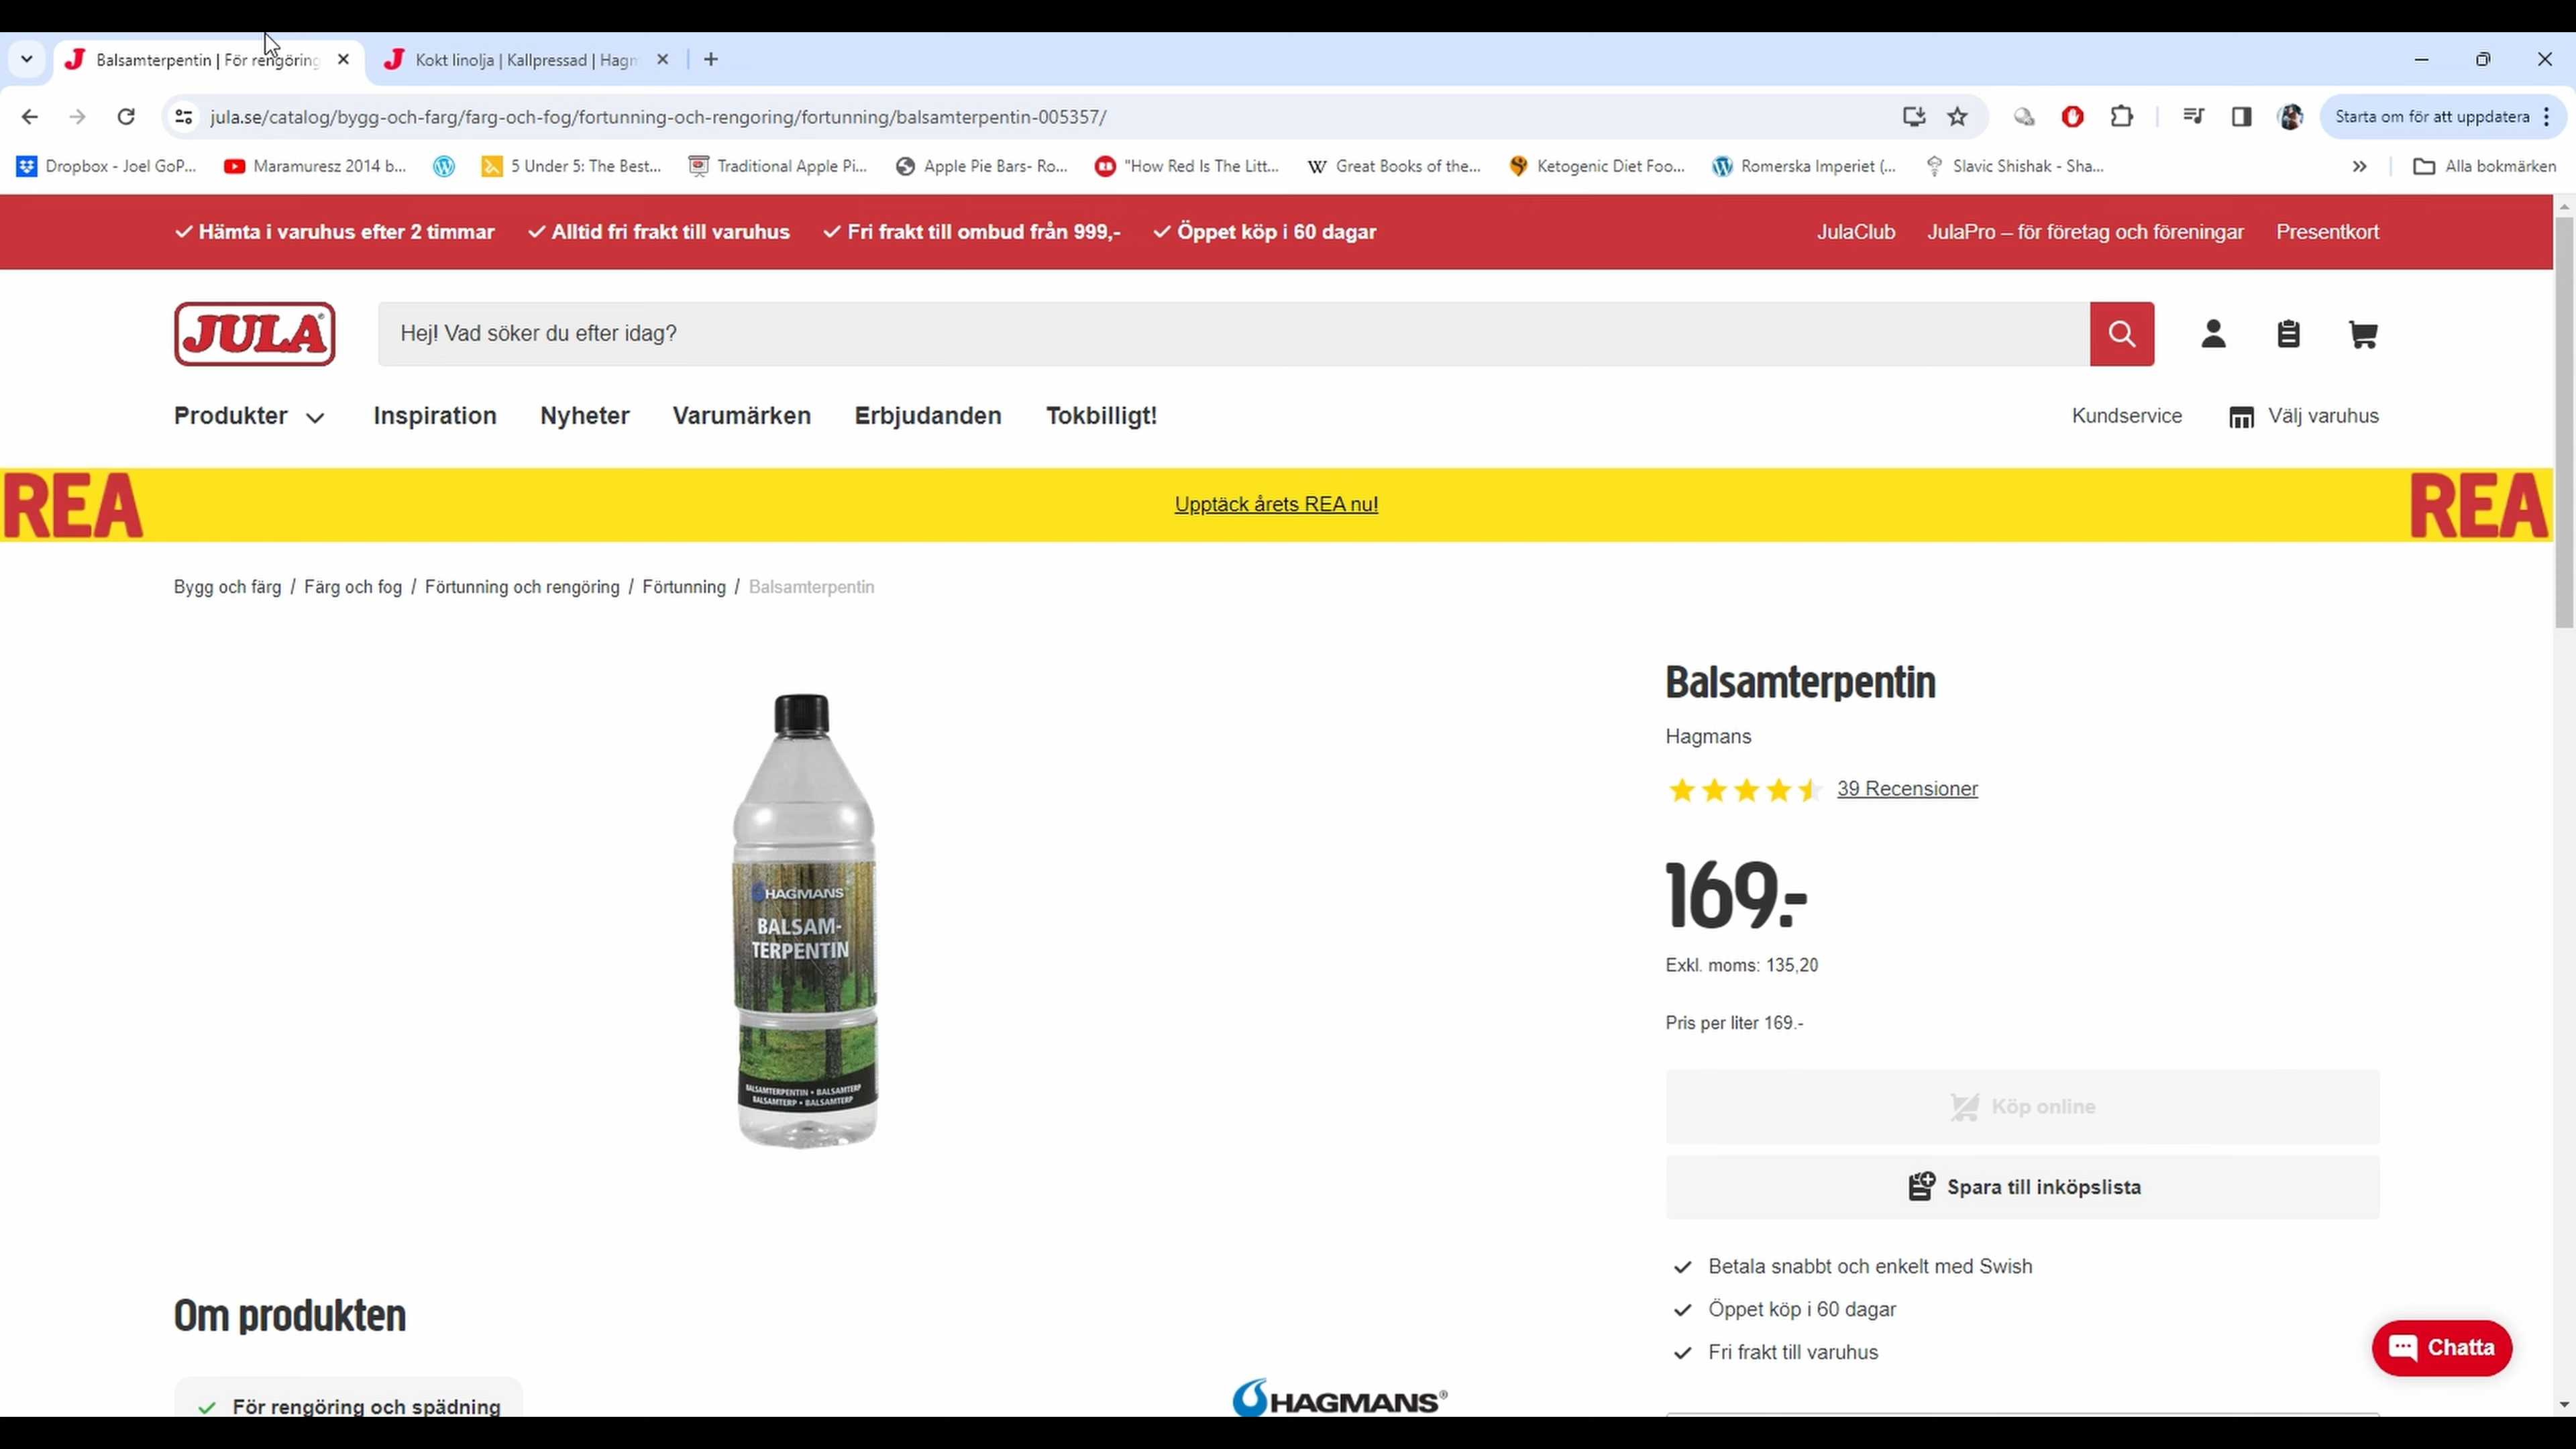 Balsamterpentin | För rengöring
Kokt linolja | Kallpressad | Hagm
jula.se/catalog/bygg-och-farg/farg-och-fog/fortunning-och-rengoring/fortunning/balsamterpentin-005357/
Starta om för att uppdatera
Dropbox - Joel GoP...
Maramuresz 2014 b...
5 Under 5: The Best...
Traditional Apple Pi...
Apple Pie Bars- Ro...
"How Red Is The Litt...
Great Books of the...
Ketogenic Diet Foo...
Romerska Imperiet (...
Slavic Shishak - Sha...
Alla bokmärken
Hämta i varuhus efter 2 timmar
Alltid fri frakt till varuhus
Fri frakt till ombud från 999,-
Öppet köp i 60 dagar
JulaClub
JulaPro – för företag och föreningar
Presentkort
JULA
Hej! Vad söker du efter idag?
Produkter
Inspiration
Nyheter
Varumärken
Erbjudanden
Tokbilligt!
Kundservice
Välj varuhus
REA
Upptäck årets REA nu!
REA
Bygg och färg / Färg och fog / Förtunning och rengöring / Förtunning / Balsamterpentin
HAGMANS
BALSAM-
TERPENTIN
BALSAMTERPENTIN • BALSAMTERP
BALSAMTERP • BALSAMTERP
Balsamterpentin
Hagmans
39 Recensioner
169.-
Exkl. moms: 135,20
Pris per liter 169.-
Köp online
Spara till inköpslista
Betala snabbt och enkelt med Swish
Öppet köp i 60 dagar
Fri frakt till varuhus
Om produkten
För rengöring och spädning
HAGMANS®
Chatta